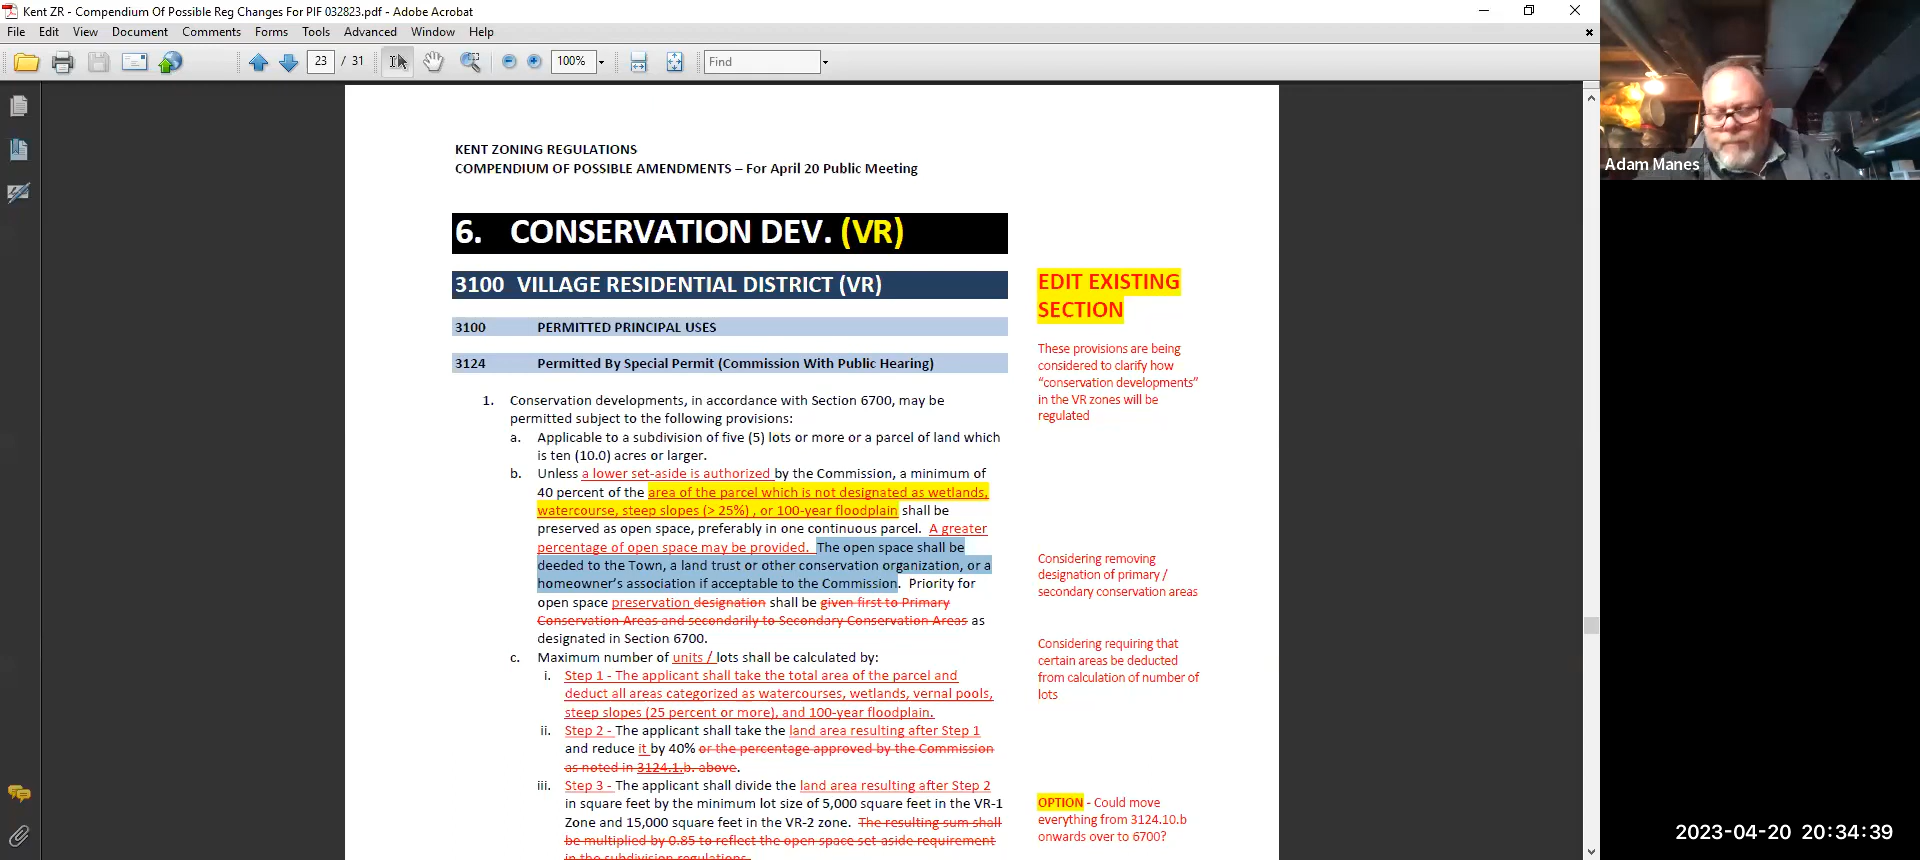 Kent ZR - Compendium Of Possible Reg Changes For PIF 032823.pdf - Adobe Acrobat
File Edit View Document Comments Forms Tools Advanced Window Help
23 / 31 100% Find
Adam Manes
KENT ZONING REGULATIONS
COMPENDIUM OF POSSIBLE AMENDMENTS – For April 20 Public Meeting
6. CONSERVATION DEV. (VR)
3100 VILLAGE RESIDENTIAL DISTRICT (VR)
EDIT EXISTING
SECTION
3100 PERMITTED PRINCIPAL USES
3124 Permitted By Special Permit (Commission With Public Hearing)
These provisions are being
considered to clarify how
“conservation developments”
in the VR zones will be
regulated
1. Conservation developments, in accordance with Section 6700, may be
permitted subject to the following provisions:
a. Applicable to a subdivision of five (5) lots or more or a parcel of land which
is ten (10.0) acres or larger.
b. Unless a lower set-aside is authorized by the Commission, a minimum of
40 percent of the area of the parcel which is not designated as wetlands,
watercourse, steep slopes (> 25%) , or 100-year floodplain shall be
preserved as open space, preferably in one continuous parcel. A greater
percentage of open space may be provided. The open space shall be
deeded to the Town, a land trust or other conservation organization, or a
homeowner’s association if acceptable to the Commission. Priority for
open space preservation designation shall be given first to Primary
Conservation Areas and secondarily to Secondary Conservation Areas as
designated in Section 6700.
Considering removing
designation of primary /
secondary conservation areas
c. Maximum number of units / lots shall be calculated by:
i. Step 1 - The applicant shall take the total area of the parcel and
deduct all areas categorized as watercourses, wetlands, vernal pools,
steep slopes (25 percent or more), and 100-year floodplain.
Considering requiring that
certain areas be deducted
from calculation of number of
lots
ii. Step 2 - The applicant shall take the land area resulting after Step 1
and reduce it by 40% or the percentage approved by the Commission
as noted in 3124.1.b. above.
iii. Step 3 - The applicant shall divide the land area resulting after Step 2
in square feet by the minimum lot size of 5,000 square feet in the VR-1
Zone and 15,000 square feet in the VR-2 zone. The resulting sum shall
be multiplied by 0.85 to reflect the open space set aside requirement
in the subdivision regulations.
OPTION - Could move
everything from 3124.10.b
onwards over to 6700?
2023-04-20 20:34:39